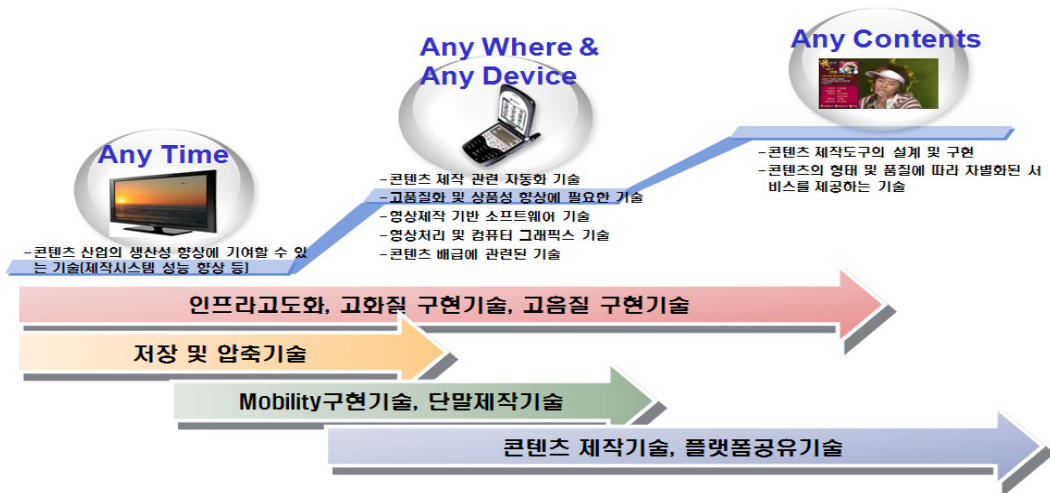 Any Time
-콘텐츠 산업의 생산성 향상에 기여할 수 있
는 기술(제작시스템 성능 향상 등)
Any Where &
Any Device
-콘텐츠 제작 관련 자동화 기술
-고품질화 및 상품성 향상에 필요한 기술
-영상제작 기반 소프트웨어 기술
-영상처리 및 컴퓨터 그래픽스 기술
-콘텐츠 배급에 관련된 기술
Any Contents
-콘텐츠 제작도구의 설계 및 구현
-콘텐츠의 형태 및 품질에 따라 차별화된 서
비스를 제공하는 기술
인프라고도화, 고화질 구현기술, 고음질 구현기술
저장 및 압축기술
Mobility구현기술, 단말제작기술
콘텐츠 제작기술, 플랫폼공유기술